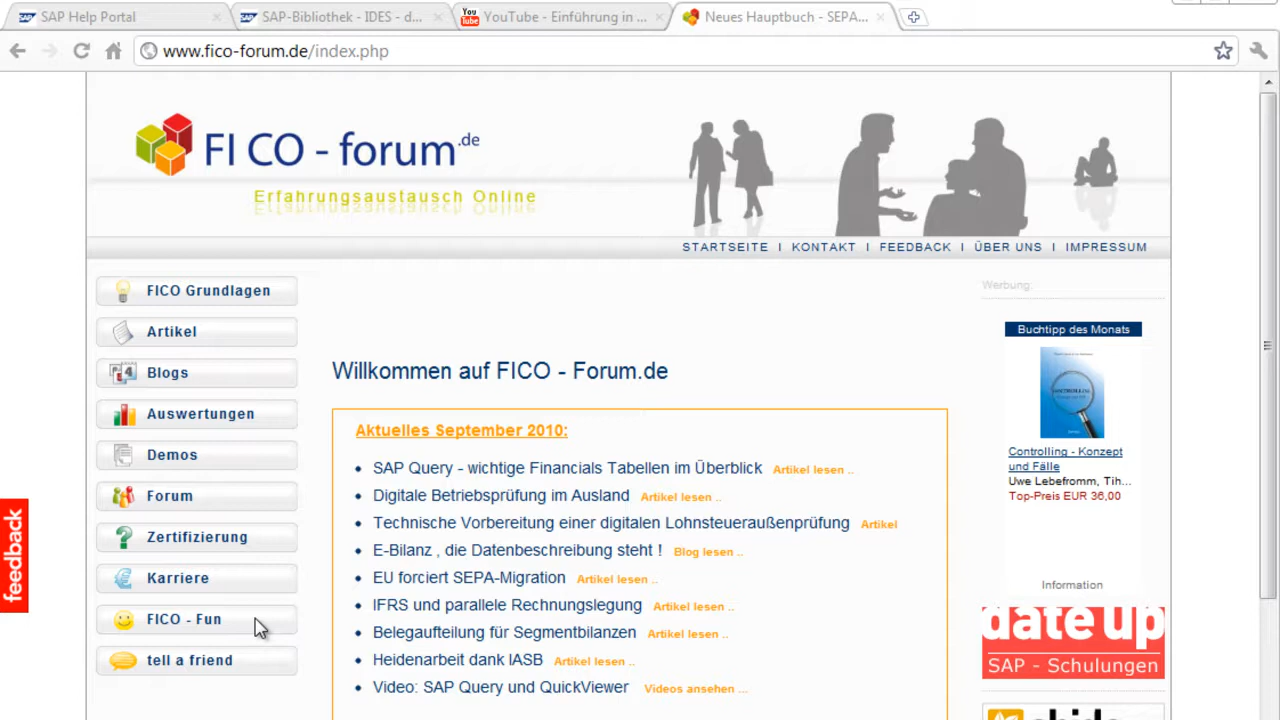 SAP Help Portal
SAP-Bibliothek - IDES - d...
You Tube
YouTube - Einführung in ...
Neues Hauptbuch - SEPA...
www.fico-forum.de/index.php
FI CO - forum.de
Erfahrungsaustausch Online
STARTSEITE I KONTAKT I FEEDBACK I ÜBER UNS I IMPRESSUM
FICO Grundlagen
Artikel
Blogs
Auswertungen
Demos
Forum
Zertifizierung
Karriere
FICO - Fun
tell a friend
feedback
Willkommen auf FICO - Forum.de
Aktuelles September 2010:
SAP Query - wichtige Financials Tabellen im Überblick Artikel lesen ..
Digitale Betriebsprüfung im Ausland Artikel lesen ..
Technische Vorbereitung einer digitalen Lohnsteueraußenprüfung Artikel
E-Bilanz , die Datenbeschreibung steht ! Blog lesen ..
EU forciert SEPA-Migration Artikel lesen ..
IFRS und parallele Rechnungslegung Artikel lesen ..
Belegaufteilung für Segmentbilanzen Artikel lesen ..
Heidenarbeit dank IASB Artikel lesen ..
Video: SAP Query und QuickViewer Videos ansehen ...
Werbung:
Buchtipp des Monats
Controlling - Konzept
und Fälle
Uwe Lebefromm, Tih...
Top-Preis EUR 36,00
Information
date up
SAP - Schulungen